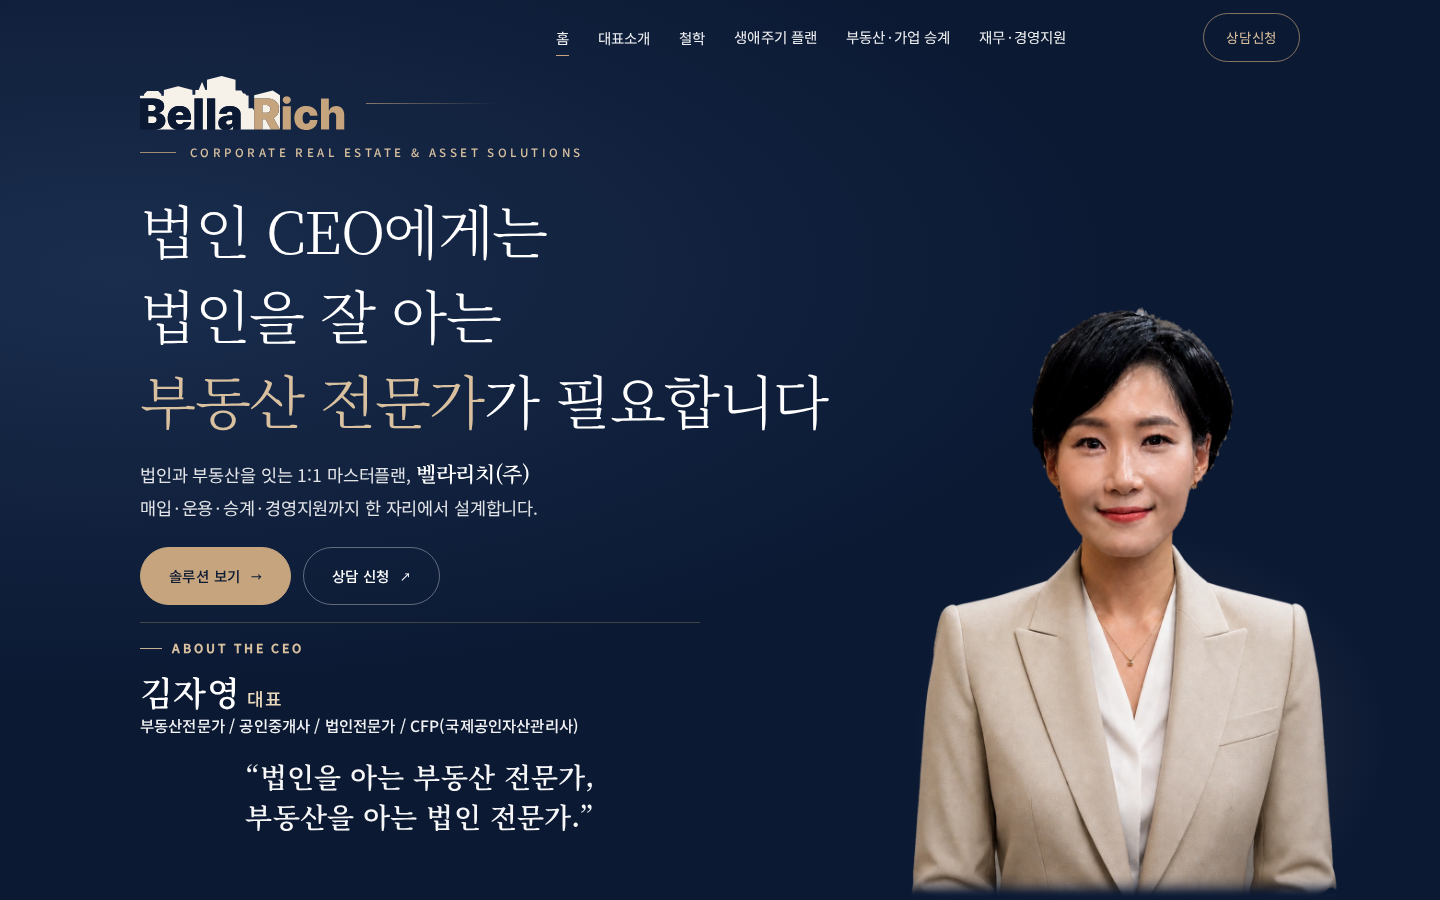 홈 대표소개 철학 생애주기 플랜 부동산·가업 승계 재무·경영지원 상담신청
Bella Rich
CORPORATE REAL ESTATE & ASSET SOLUTIONS
법인 CEO에게는
법인을 잘 아는
부동산 전문가가 필요합니다
법인과 부동산을 잇는 1:1 마스터플랜, 벨라리치(주)
매입·운용·승계·경영지원까지 한 자리에서 설계합니다.
솔루션 보기 → 상담 신청 ↗
ABOUT THE CEO
김자영 대표
부동산전문가 / 공인중개사 / 법인전문가 / CFP(국제공인자산관리사)
“법인을 아는 부동산 전문가,
부동산을 아는 법인 전문가.”